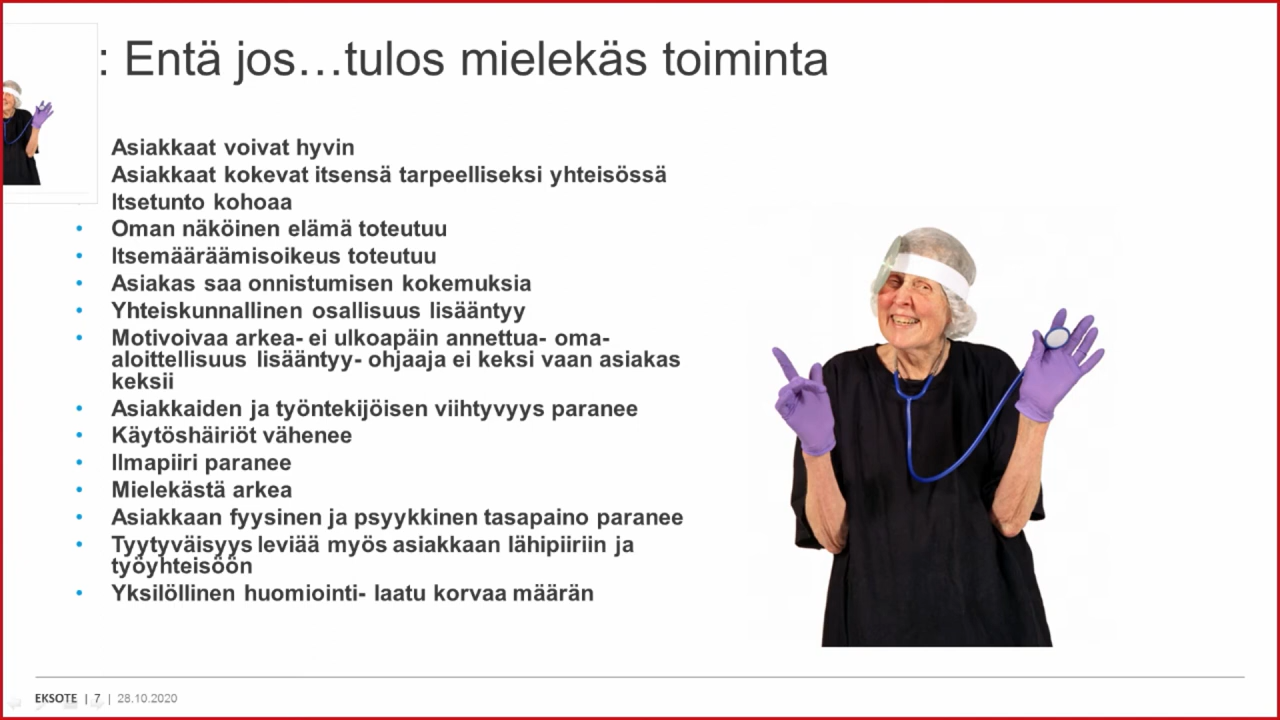 : Entä jos…tulos mielekäs toiminta
Asiakkaat voivat hyvin
Asiakkaat kokevat itsensä tarpeelliseksi yhteisössä
Itsetunto kohoaa
• Oman näköinen elämä toteutuu
• Itsemääräämisoikeus toteutuu
• Asiakas saa onnistumisen kokemuksia
• Yhteiskunnallinen osallisuus lisääntyy
• Motivoivaa arkea- ei ulkoapäin annettua- oma-
aloittellisuus lisääntyy- ohjaaja ei keksi vaan asiakas
keksii
• Asiakkaiden ja työntekijöisen viihtyvyys paranee
• Käytöshäiriöt vähenee
• Ilmapiiri paranee
• Mielekästä arkea
• Asiakkaan fyysinen ja psyykkinen tasapaino paranee
• Tyytyväisyys leviää myös asiakkaan lähipiiriin ja
työyhteisöön
• Yksilöllinen huomiointi- laatu korvaa määrän
EKSOTE | 7 | 28.10.2020